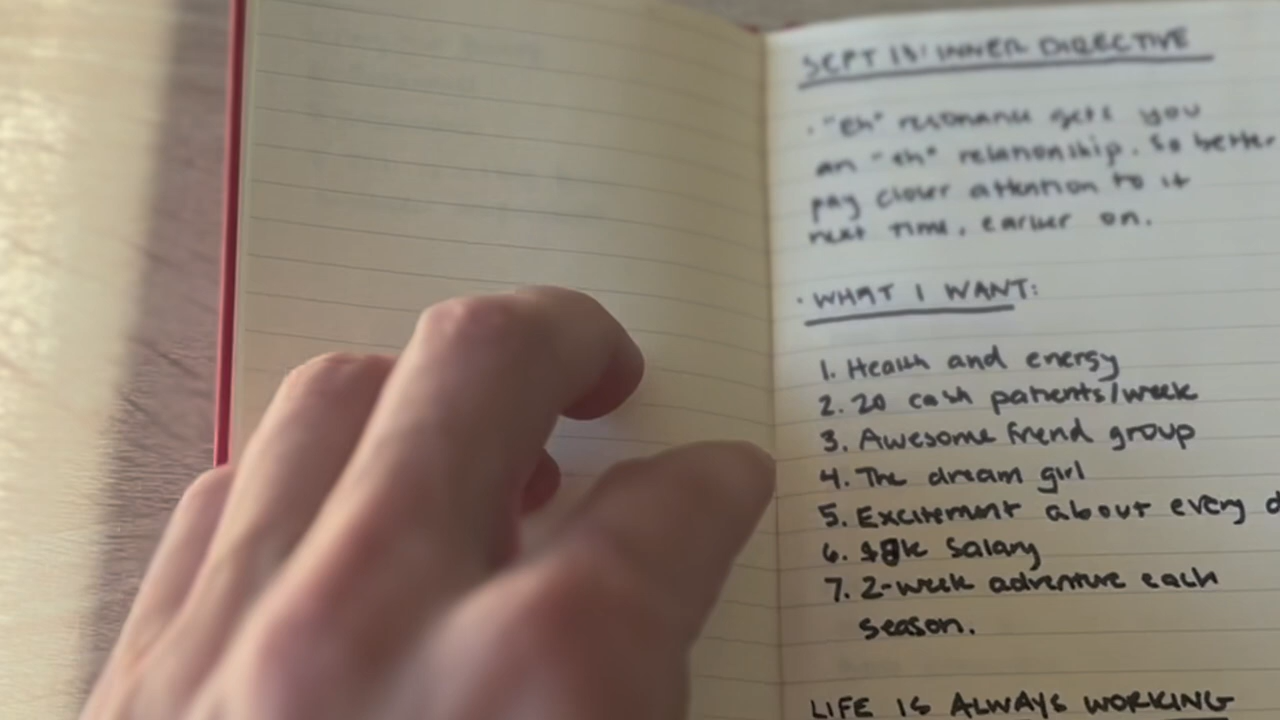 SEPT 18: INNER DIRECTIVE
· "eh" resonance gets you
an "eh" relationship. So better
pay closer attention to it
next time, earlier on.
· WHAT I WANT:
1. Health and energy
2. 20 cash patients/week
3. Awesome friend group
4. The dream girl
5. Excitement about every
6. $8k salary
7. 2-week adventure each
season.
LIFE IS ALWAYS WORKING